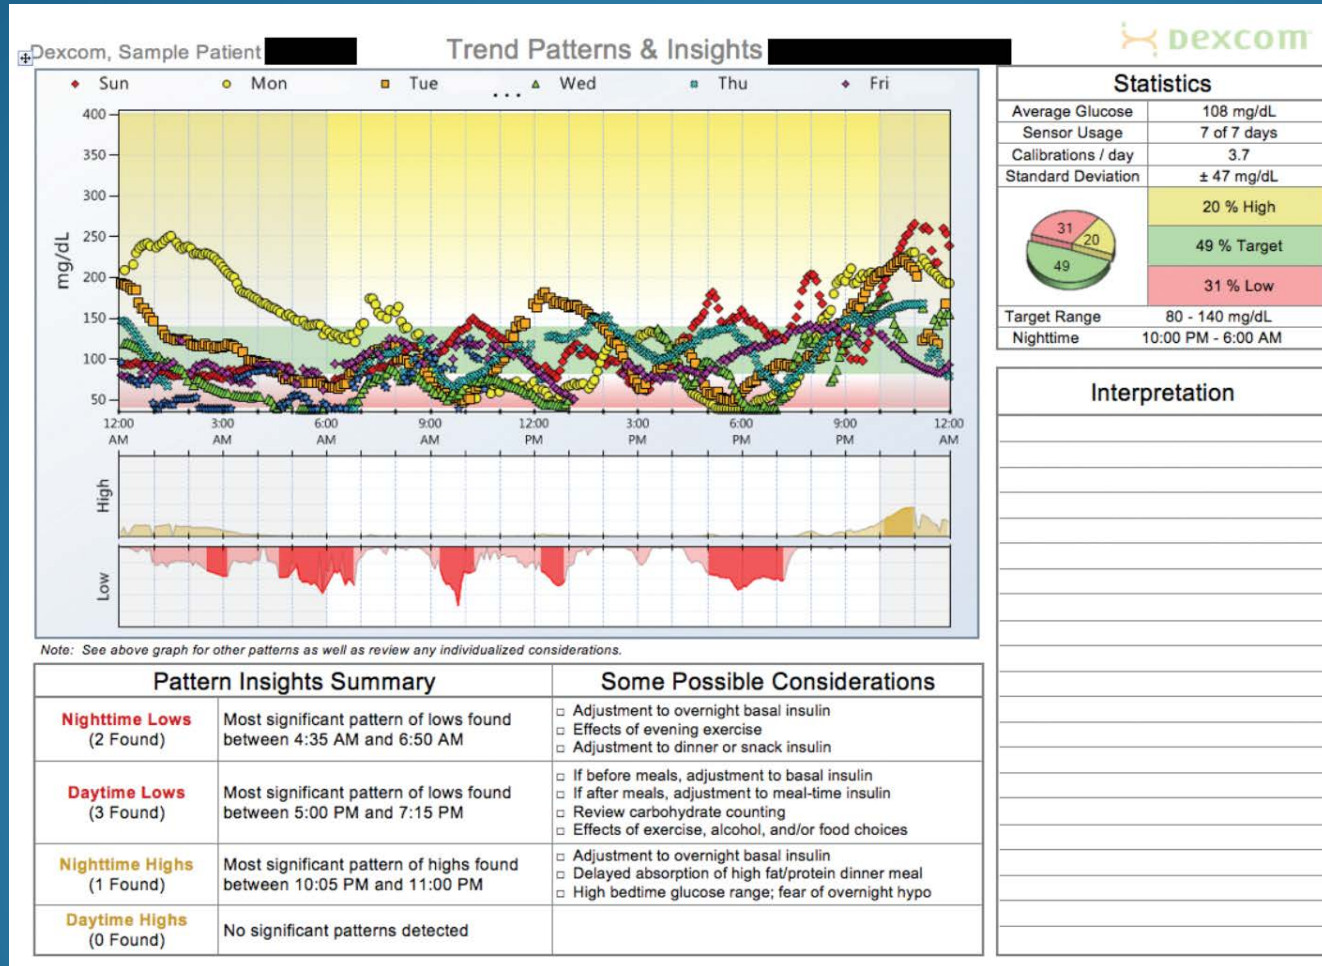 Dexcom, Sample Patient
Trend Patterns & Insights
Dexcom
Sun Mon Tue ... Wed Thu Fri
400
350
300
250
200
150
100
50
mg/dL
12:00 AM
3:00 AM
6:00 AM
9:00 AM
12:00 PM
3:00 PM
6:00 PM
9:00 PM
12:00 AM
High
Low
Statistics
Average Glucose 108 mg/dL
Sensor Usage 7 of 7 days
Calibrations / day 3.7
Standard Deviation ± 47 mg/dL
31
20
49
20 % High
49 % Target
31 % Low
Target Range 80 - 140 mg/dL
Nighttime 10:00 PM - 6:00 AM
Interpretation
Note: See above graph for other patterns as well as review any individualized considerations.
Pattern Insights Summary
Some Possible Considerations
Nighttime Lows
(2 Found)
Most significant pattern of lows found
between 4:35 AM and 6:50 AM
Adjustment to overnight basal insulin
Effects of evening exercise
Adjustment to dinner or snack insulin
Daytime Lows
(3 Found)
Most significant pattern of lows found
between 5:00 PM and 7:15 PM
If before meals, adjustment to basal insulin
If after meals, adjustment to meal-time insulin
Review carbohydrate counting
Effects of exercise, alcohol, and/or food choices
Nighttime Highs
(1 Found)
Most significant pattern of highs found
between 10:05 PM and 11:00 PM
Adjustment to overnight basal insulin
Delayed absorption of high fat/protein dinner meal
High bedtime glucose range; fear of overnight hypo
Daytime Highs
(0 Found)
No significant patterns detected